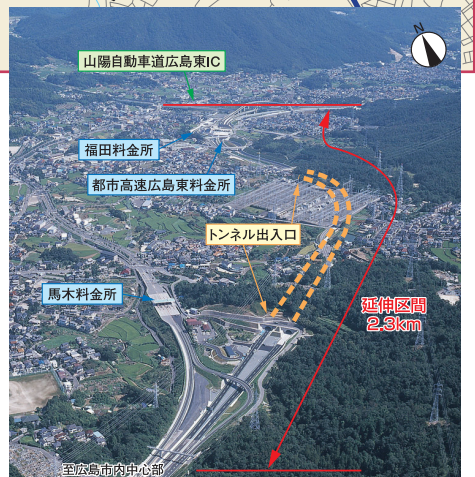 N
山陽自動車道広島東IC
福田料金所
都市高速広島東料金所
トンネル出入口
馬木料金所
延伸区間
2.3km
至広島市内中心部